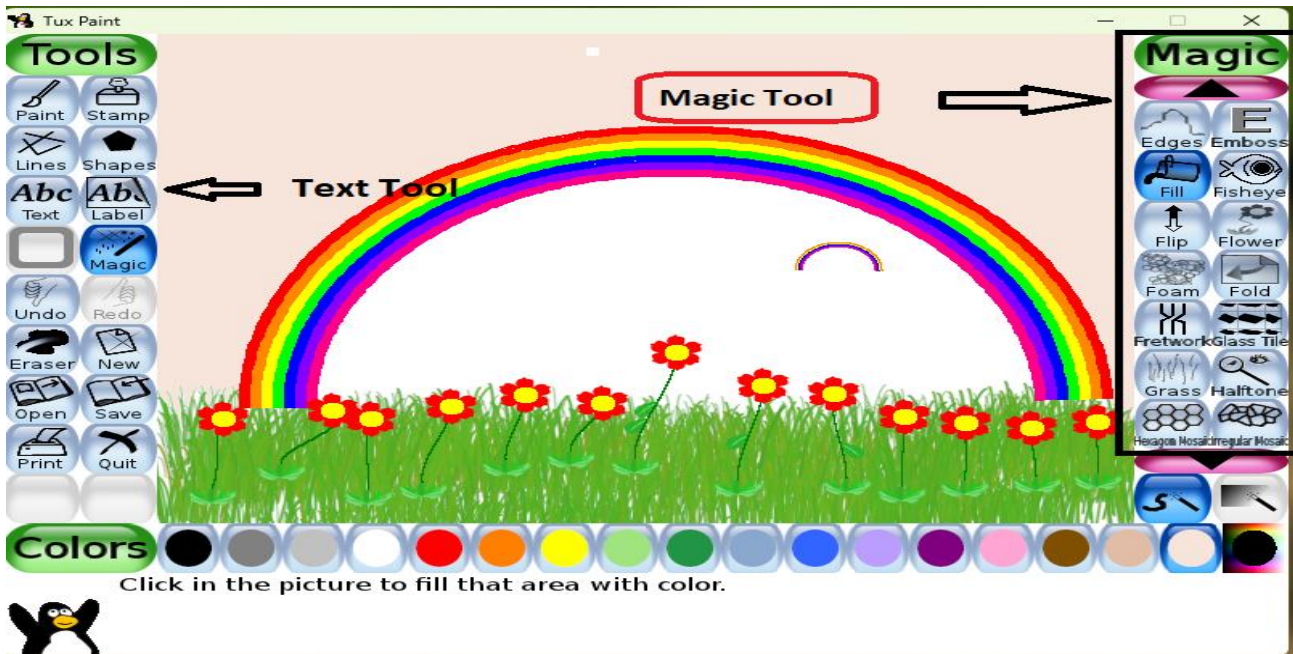 Tux Paint
Tools
Magic
Paint Stamp
Lines Shapes
Abc Abc
Text Label
Magic
Undo Redo
Eraser New
Open Save
Print Quit
Magic Tool
Text Tool
Edges Emboss
E
Fill Fisheye
Flip Flower
Foam Fold
Fretwork Glass Tile
Grass Halftone
Hexagon Mosaic Irregular Mosaic
Colors
Click in the picture to fill that area with color.